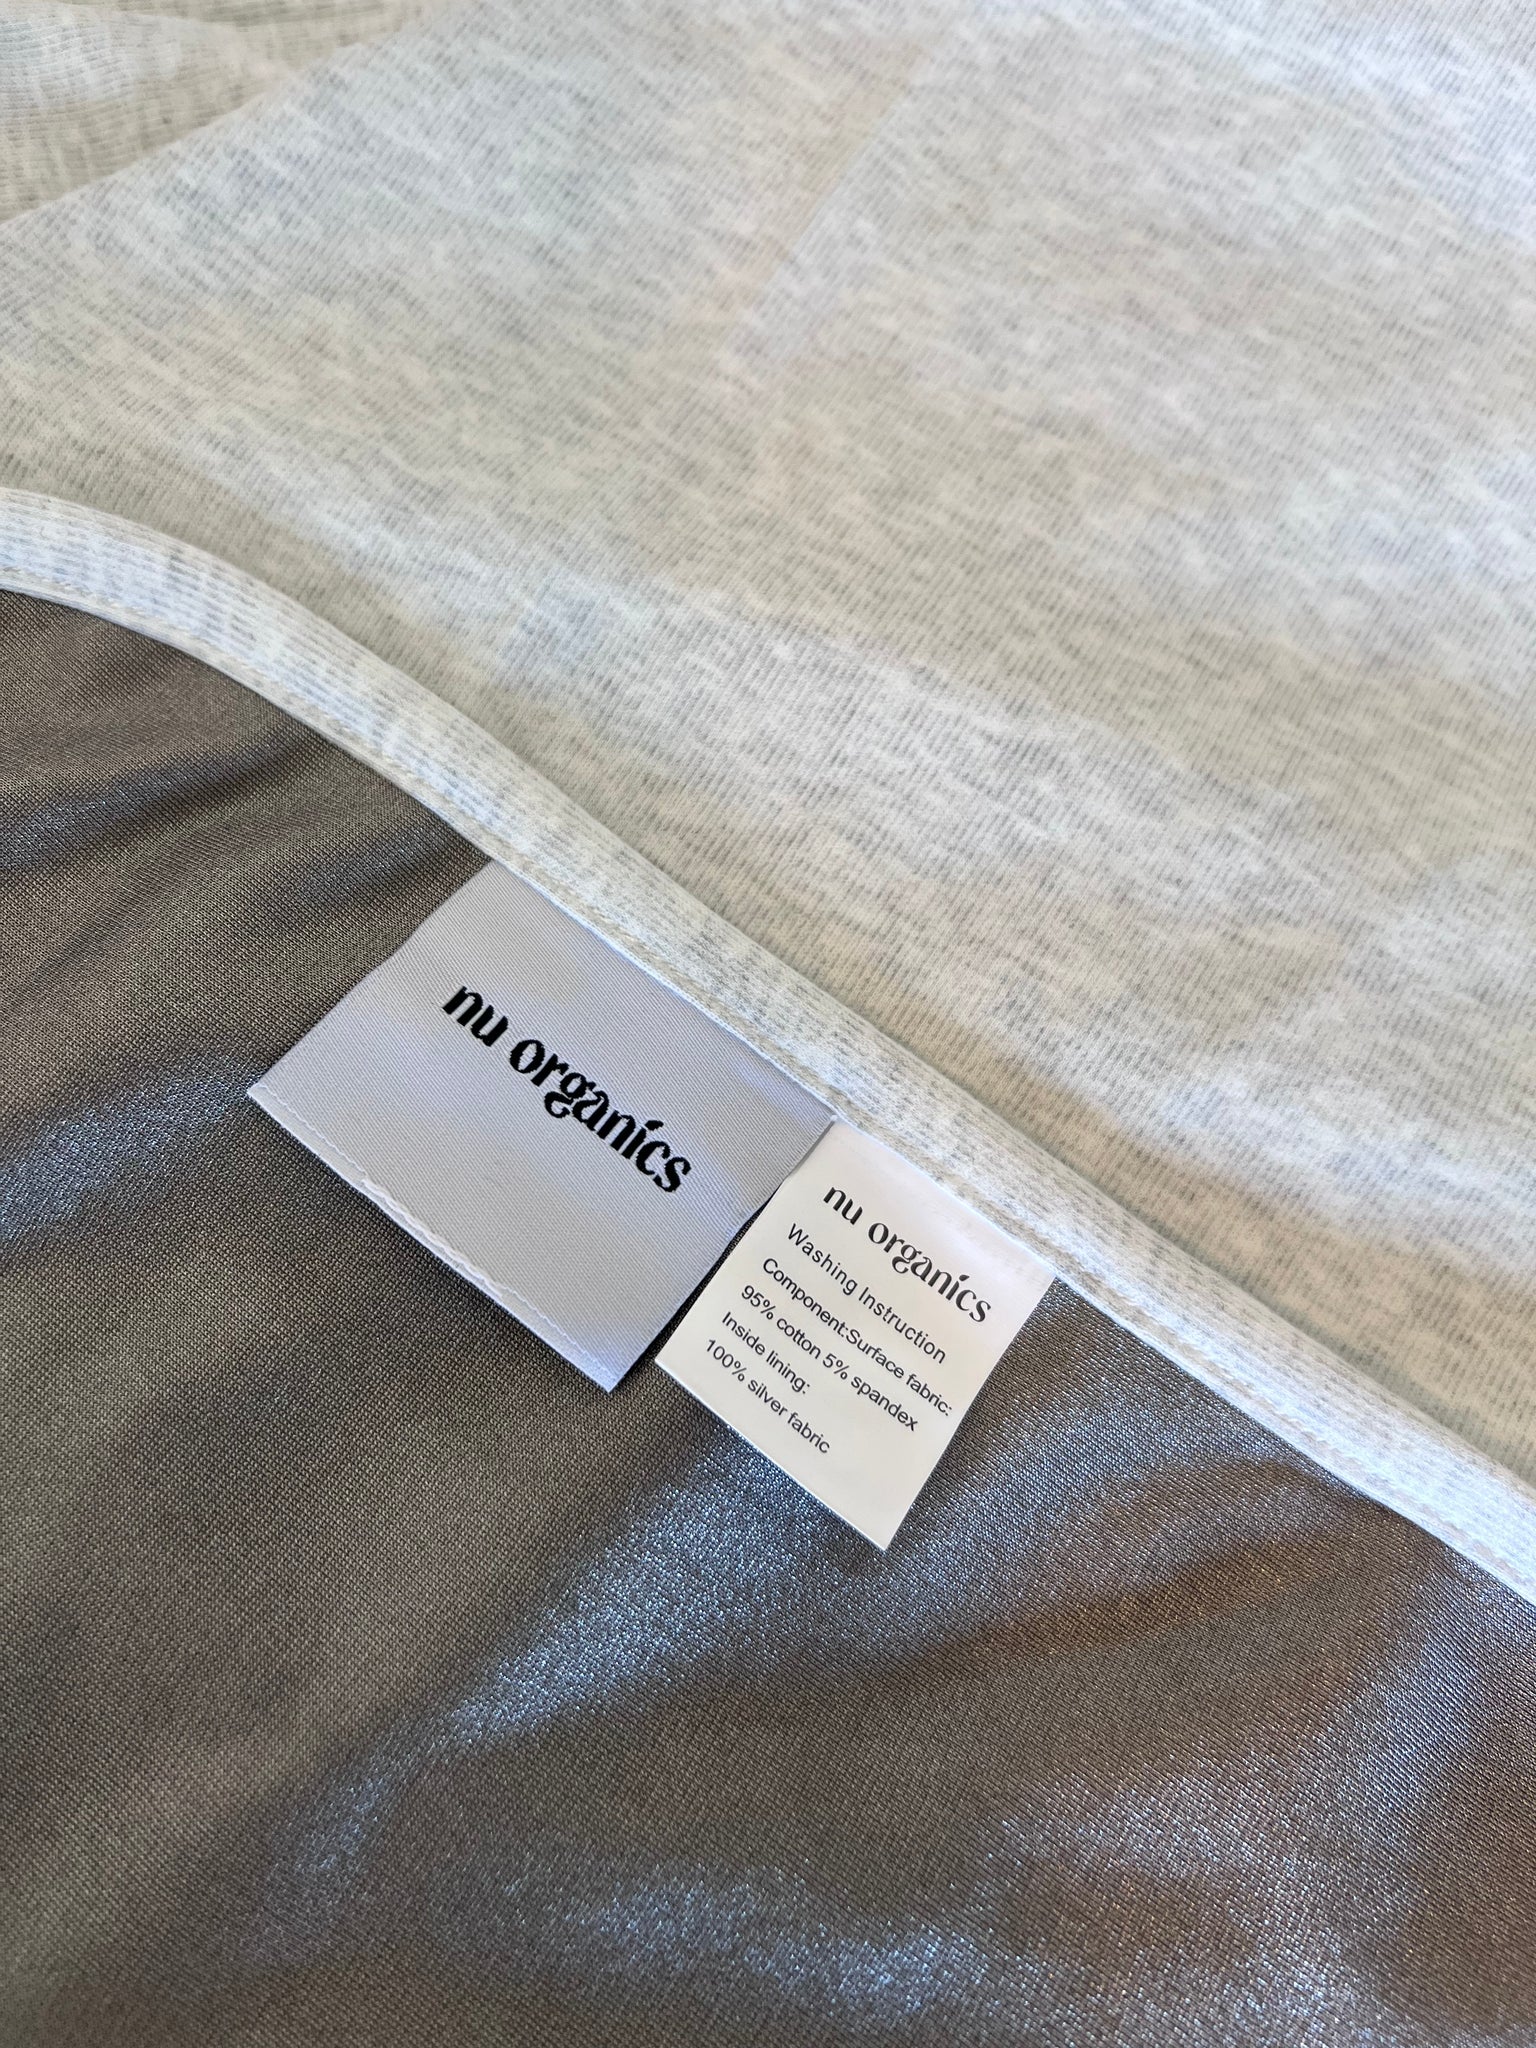 nu organics
nu organics
Washing Instruction
Component:Surface fabric:
95% cotton 5% spandex
Inside lining:
100% silver fabric